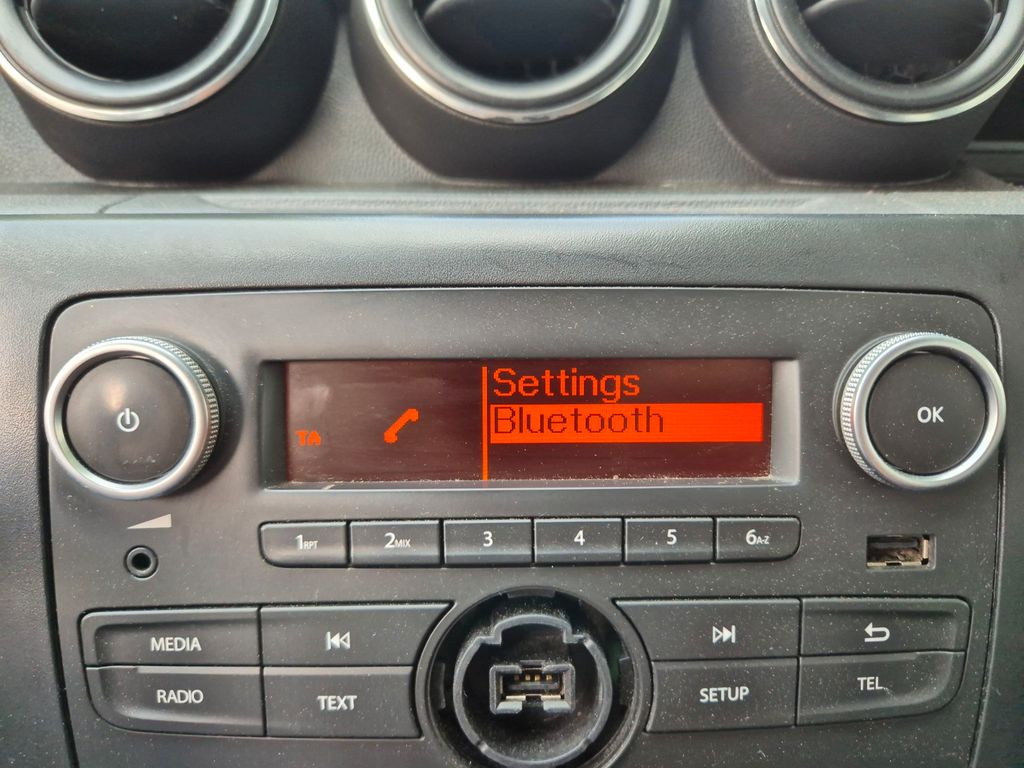 Settings
Bluetooth
TA
OK
1RPT
2MIX
3
4
5
6A-Z
MEDIA
RADIO
TEXT
SETUP
TEL